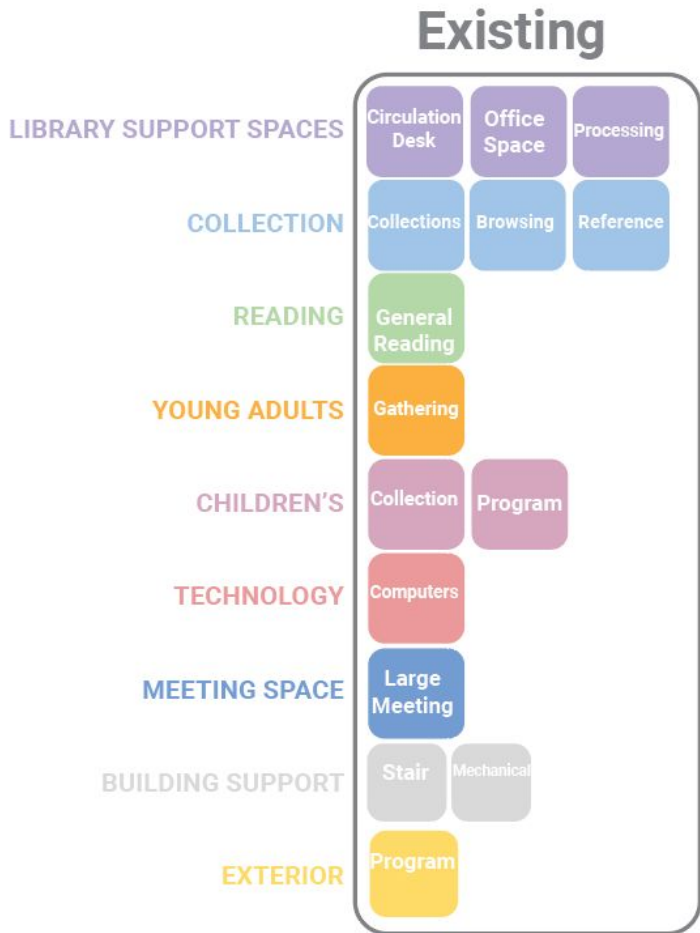 Existing
LIBRARY SUPPORT SPACES
Circulation
Desk
Office
Space
Processing
COLLECTION
Collections
Browsing
Reference
READING
General
Reading
YOUNG ADULTS
Gathering
CHILDREN'S
Collection
Program
TECHNOLOGY
Computers
MEETING SPACE
Large
Meeting
BUILDING SUPPORT
Stair
Mechanical
EXTERIOR
Program